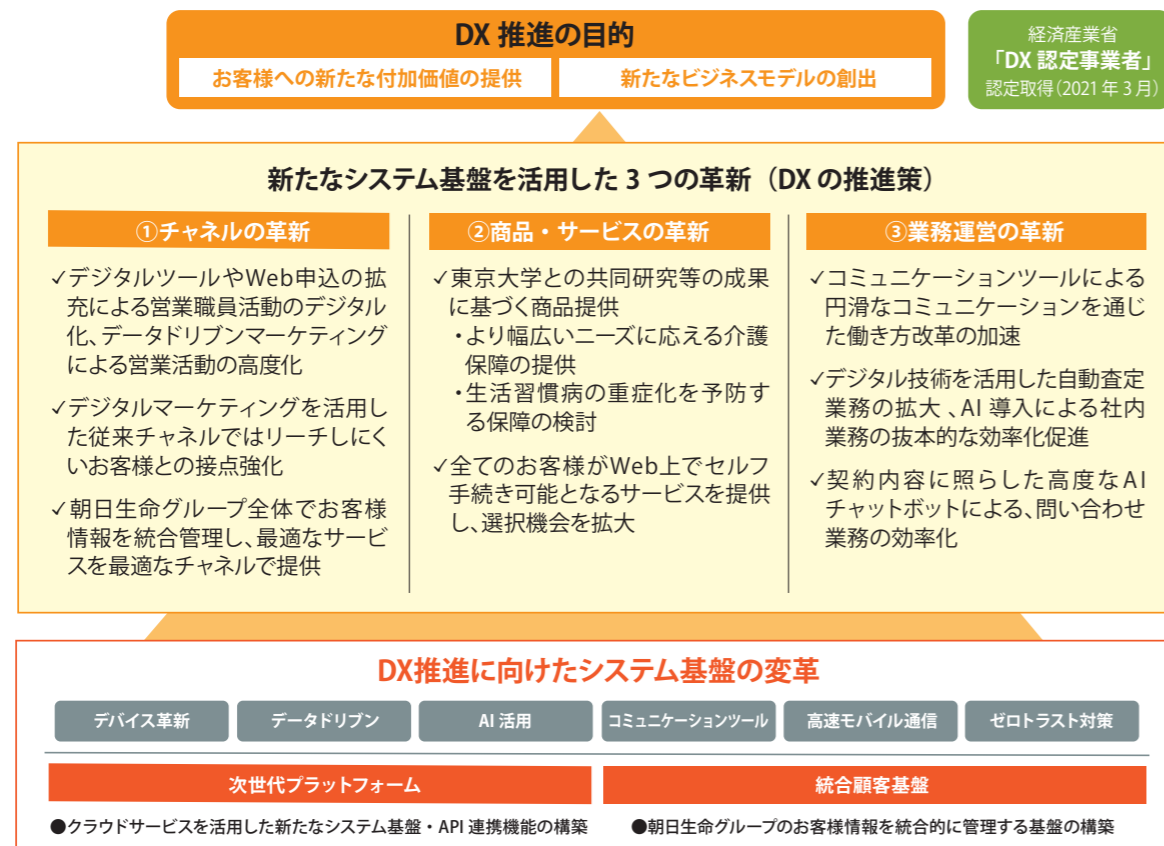 DX 推進の目的
お客様への新たな付加価値の提供
新たなビジネスモデルの創出
経済産業省
「DX 認定事業者」
認定取得(2021 年 3 月)
新たなシステム基盤を活用した 3 つの革新（DX の推進策）
①チャネルの革新
✓デジタルツールやWeb申込の拡
充による営業職員活動のデジタル
化、データドリブンマーケティング
による営業活動の高度化
✓デジタルマーケティングを活用し
た従来チャネルではリーチしにく
いお客様との接点強化
✓朝日生命グループ全体でお客様
情報を統合管理し、最適なサービ
スを最適なチャネルで提供
②商品・サービスの革新
✓東京大学との共同研究等の成果
に基づく商品提供
・より幅広いニーズに応える介護
保障の提供
・生活習慣病の重症化を予防す
る保障の検討
✓全てのお客様がWeb上でセルフ
手続き可能となるサービスを提供
し、選択機会を拡大
③業務運営の革新
✓コミュニケーションツールによる
円滑なコミュニケーションを通じ
た働き方改革の加速
✓デジタル技術を活用した自動査定
業務の拡大 、AI 導入による社内
業務の抜本的な効率化促進
✓契約内容に照らした高度なAI
チャットボットによる、問い合わせ
業務の効率化
DX推進に向けたシステム基盤の変革
デバイス革新
データドリブン
AI 活用
コミュニケーションツール
高速モバイル通信
ゼロトラスト対策
次世代プラットフォーム
●クラウドサービスを活用した新たなシステム基盤・API 連携機能の構築
統合顧客基盤
●朝日生命グループのお客様情報を統合的に管理する基盤の構築